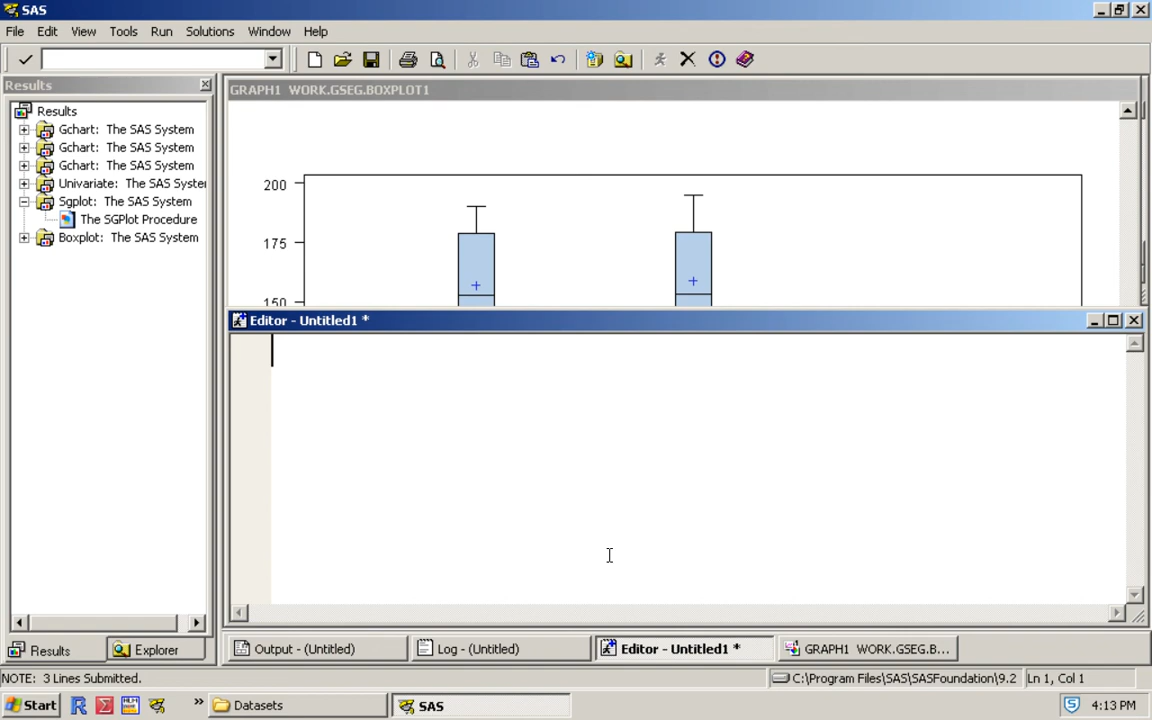 SAS
File Edit View Tools Run Solutions Window Help
Results
Results
Gchart: The SAS System
Gchart: The SAS System
Gchart: The SAS System
Univariate: The SAS Syste
Sgplot: The SAS System
The SGPlot Procedure
Boxplot: The SAS System
GRAPH1 WORK.GSEG.BOXPLOT1
200
175
150
Editor - Untitled1 *
Results Explorer
Output - (Untitled) Log - (Untitled) Editor - Untitled1 * GRAPH1 WORK.GSEG.B...
NOTE: 3 Lines Submitted. C:\Program Files\SAS\SASFoundation\9.2 Ln 1, Col 1
Start R Σ HLM » Datasets SAS S 4:13 PM